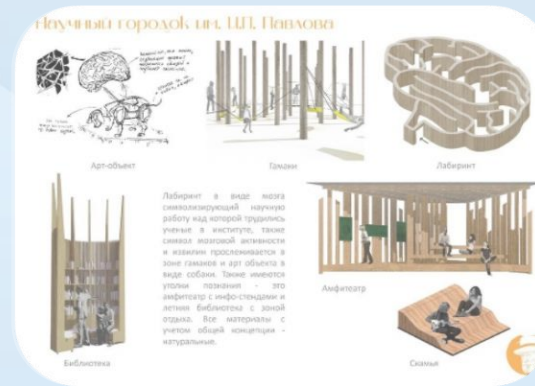 Научный городок им. И.П. Павлова
Арт-объект
Гамаки
Лабиринт
Лабиринт в виде мозга
символизирующий научную
работу над которой трудились
ученые в институте, также
символ мозговой активности
и извилин прослеживается в
зоне гамаков и арт объекта в
виде собаки. Также имеются
уголки познания - это
амфитеатр с инфо-стендами и
летняя библиотека с зоной
отдыха. Все материалы с
учетом общей концепции -
натуральные.
Амфитеатр
Библиотека
Скамья